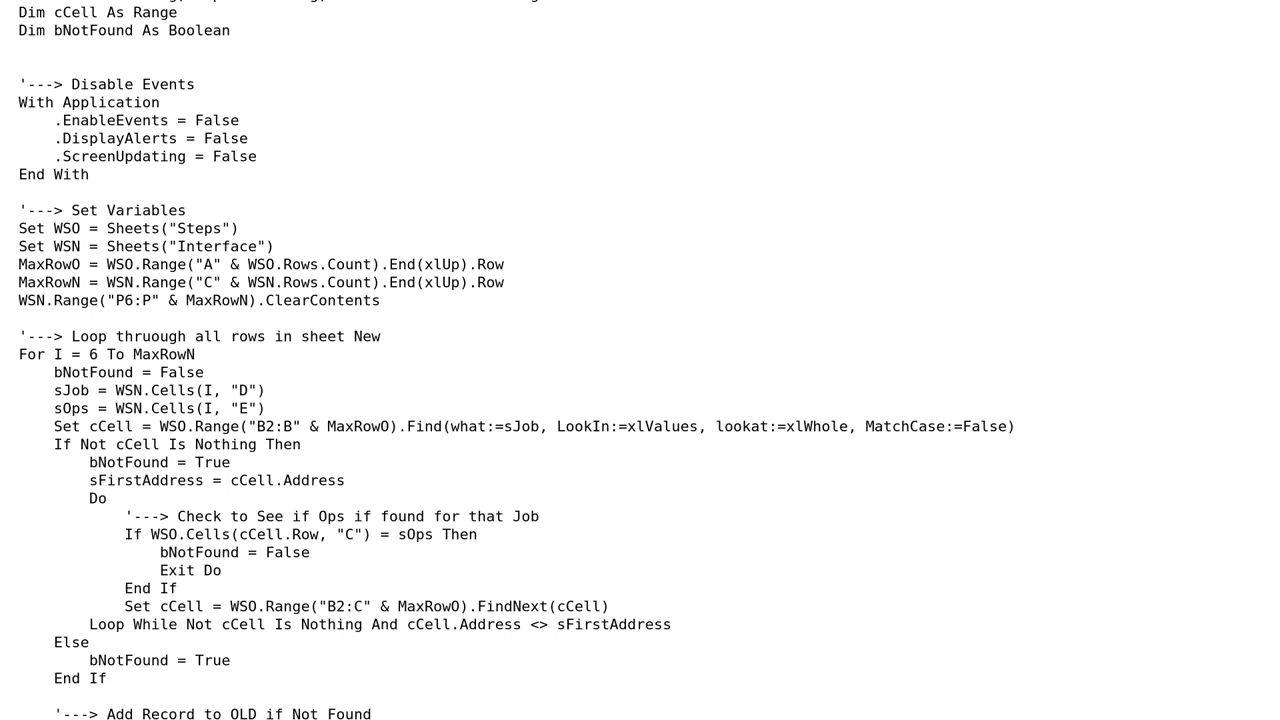 Dim cCell As Range
Dim bNotFound As Boolean
'---> Disable Events
With Application
    .EnableEvents = False
    .DisplayAlerts = False
    .ScreenUpdating = False
End With
'---> Set Variables
Set WSO = Sheets("Steps")
Set WSN = Sheets("Interface")
MaxRowO = WSO.Range("A" & WSO.Rows.Count).End(xlUp).Row
MaxRowN = WSN.Range("C" & WSN.Rows.Count).End(xlUp).Row
WSN.Range("P6:P" & MaxRowN).ClearContents
'---> Loop thruough all rows in sheet New
For I = 6 To MaxRowN
    bNotFound = False
    sJob = WSN.Cells(I, "D")
    sOps = WSN.Cells(I, "E")
    Set cCell = WSO.Range("B2:B" & MaxRowO).Find(what:=sJob, LookIn:=xlValues, lookat:=xlWhole, MatchCase:=False)
    If Not cCell Is Nothing Then
        bNotFound = True
        sFirstAddress = cCell.Address
        Do
            '---> Check to See if Ops if found for that Job
            If WSO.Cells(cCell.Row, "C") = sOps Then
                bNotFound = False
                Exit Do
            End If
            Set cCell = WSO.Range("B2:C" & MaxRowO).FindNext(cCell)
        Loop While Not cCell Is Nothing And cCell.Address <> sFirstAddress
    Else
        bNotFound = True
    End If
    '---> Add Record to OLD if Not Found